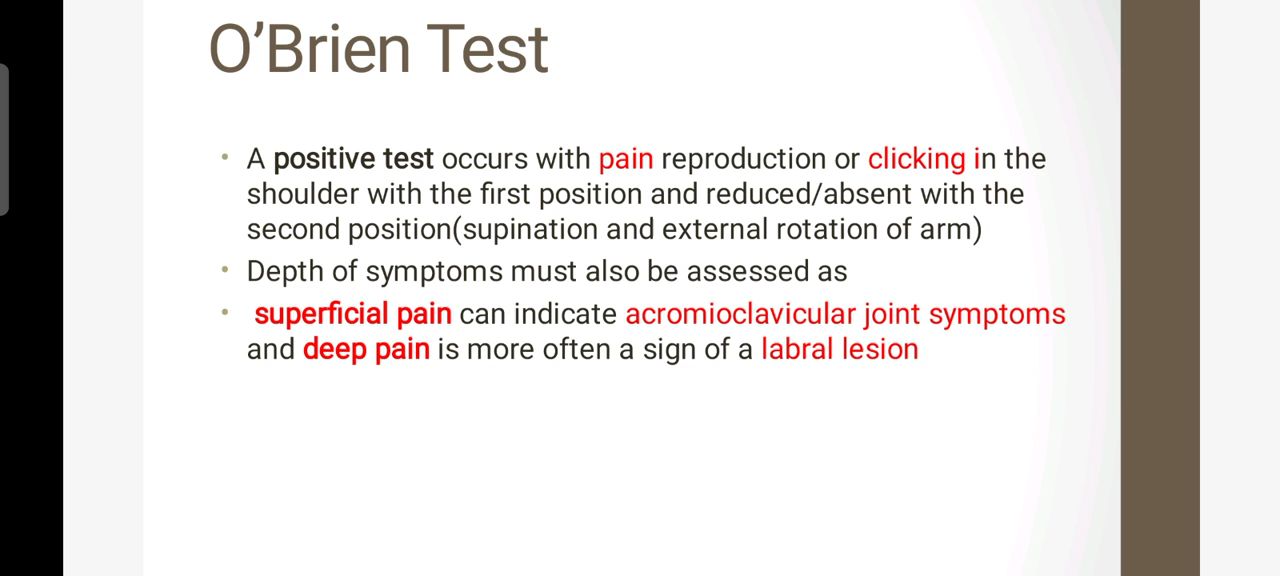 O’Brien Test
• A positive test occurs with pain reproduction or clicking in the
shoulder with the first position and reduced/absent with the
second position(supination and external rotation of arm)
• Depth of symptoms must also be assessed as
• superficial pain can indicate acromioclavicular joint symptoms
and deep pain is more often a sign of a labral lesion